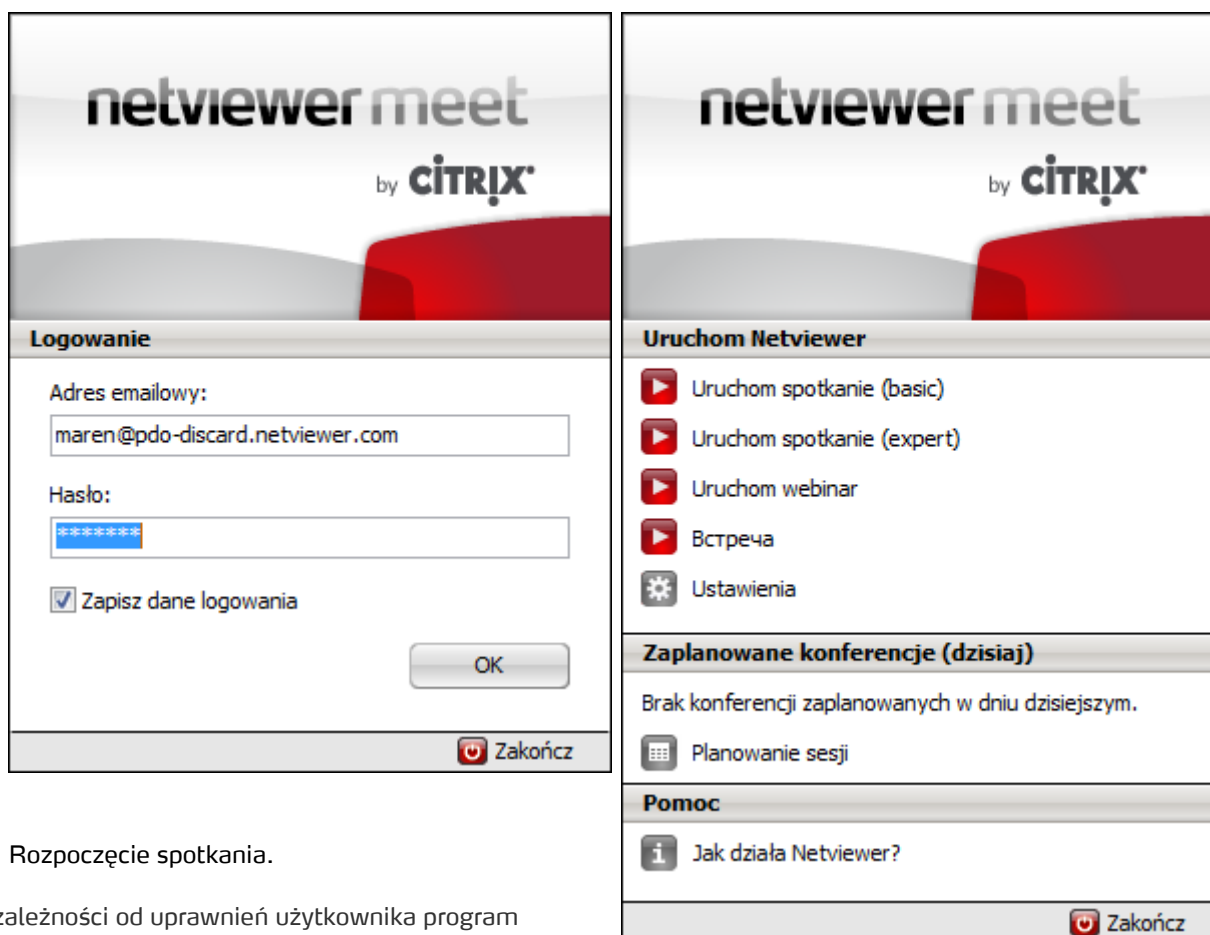 netviewer meet
by CITRIX
Logowanie
Adres emailowy:
maren@pdo-discard.netviewer.com
Hasło:
*******
Zapisz dane logowania
OK
Zakończ
Rozpoczęcie spotkania.
zależności od uprawnień użytkownika program
netviewer meet
by CITRIX
Uruchom Netviewer
Uruchom spotkanie (basic)
Uruchom spotkanie (expert)
Uruchom webinar
Встреча
Ustawienia
Zaplanowane konferencje (dzisiaj)
Brak konferencji zaplanowanych w dniu dzisiejszym.
Planowanie sesji
Pomoc
Jak działa Netviewer?
Zakończ